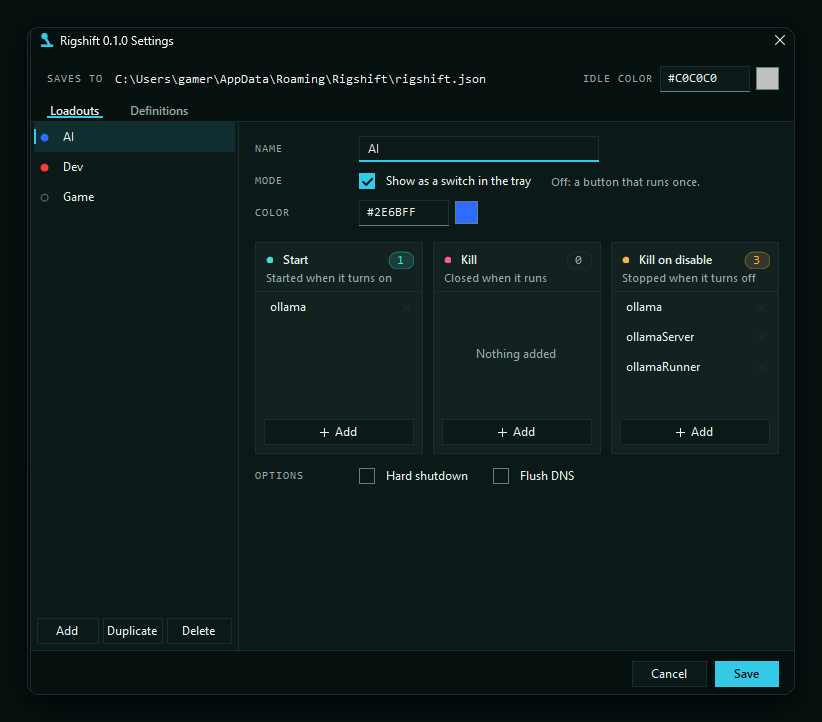 Rigshift 0.1.0 Settings
SAVES TO C:\Users\gamer\AppData\Roaming\Rigshift\rigshift.json IDLE COLOR #C0C0C0
Loadouts Definitions
AI
Dev
Game
NAME AI
MODE Show as a switch in the tray Off: a button that runs once.
COLOR #2E6BFF
Start 1
Started when it turns on
ollama
+ Add
Kill 0
Closed when it runs
Nothing added
+ Add
Kill on disable 3
Stopped when it turns off
ollama
ollamaServer
ollamaRunner
+ Add
OPTIONS Hard shutdown Flush DNS
Add Duplicate Delete
Cancel Save